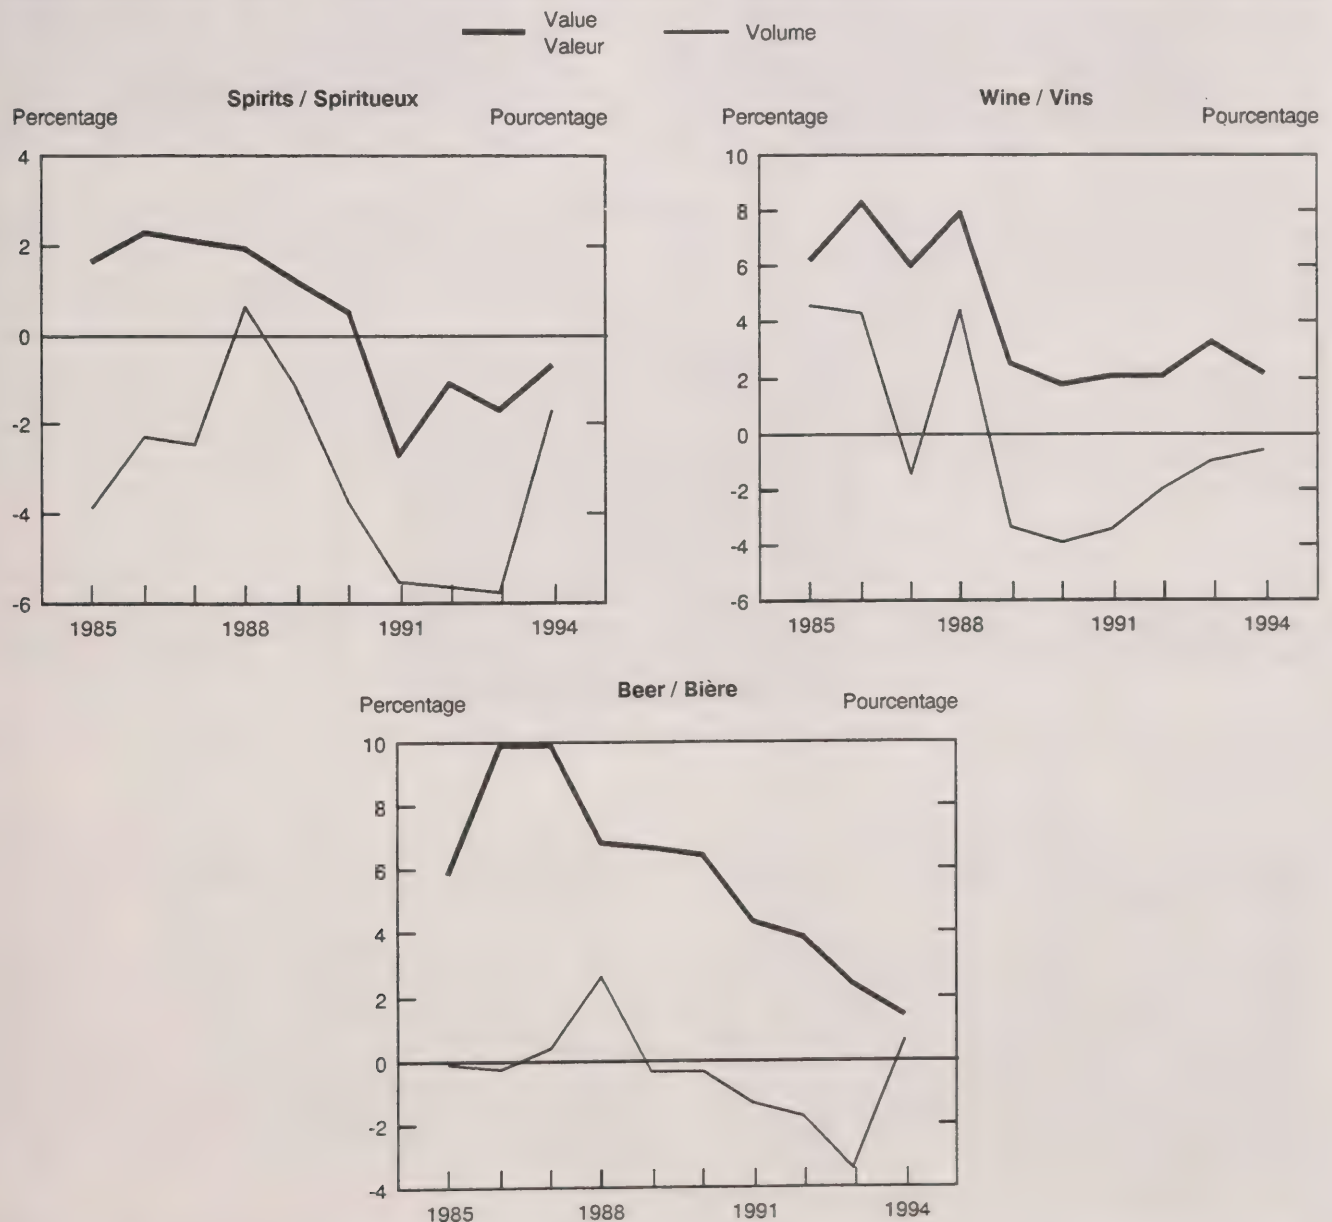 Value
Valeur
Volume
Spirits / Spiritueux
Percentage
Pourcentage
4
2
0
-2
-4
-6
1985
1988
1991
1994
Wine / Vins
Percentage
Pourcentage
10
8
6
4
2
0
-2
-4
-6
1985
1988
1991
1994
Beer / Bière
Percentage
Pourcentage
10
8
6
4
2
0
-2
-4
1985
1988
1991
1994